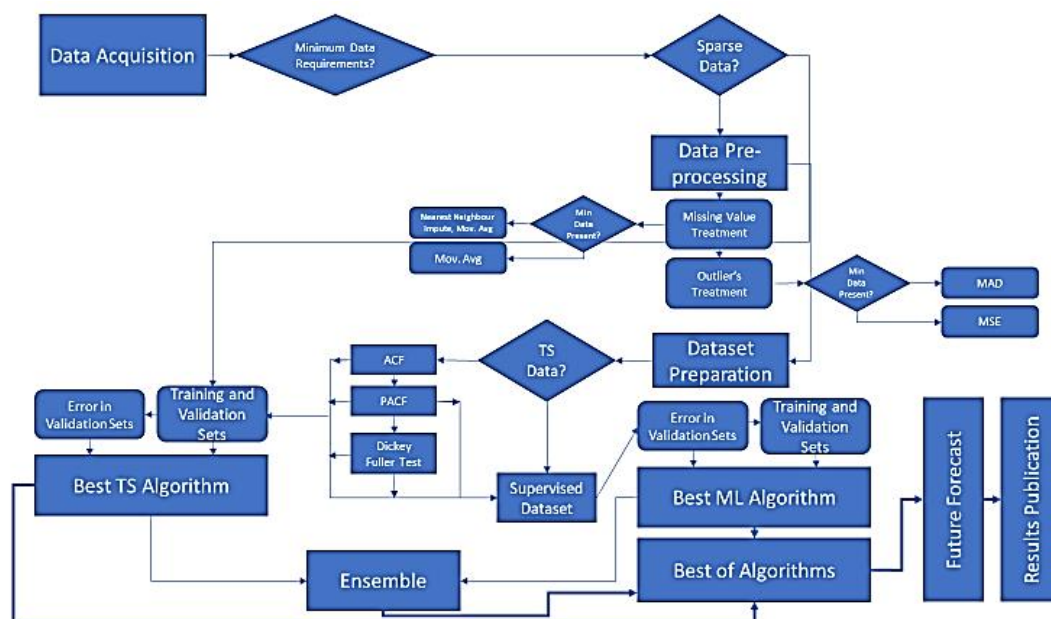 Data Acquisition
Minimum Data
Requirements?
Sparse
Data?
Data Pre-
processing
Nearest Neighbour
Impute, Mov. Avg
Min
Data
Present?
Missing Value
Treatment
Mov. Avg
Outlier's
Treatment
Min
Data
Present?
MAD
MSE
ACF
TS
Data?
Dataset
Preparation
PACF
Dickey
Fuller Test
Error in
Validation Sets
Training and
Validation
Sets
Best TS Algorithm
Supervised
Dataset
Error in
Validation Sets
Training and
Validation
Sets
Best ML Algorithm
Ensemble
Best of Algorithms
Future Forecast
Results Publication